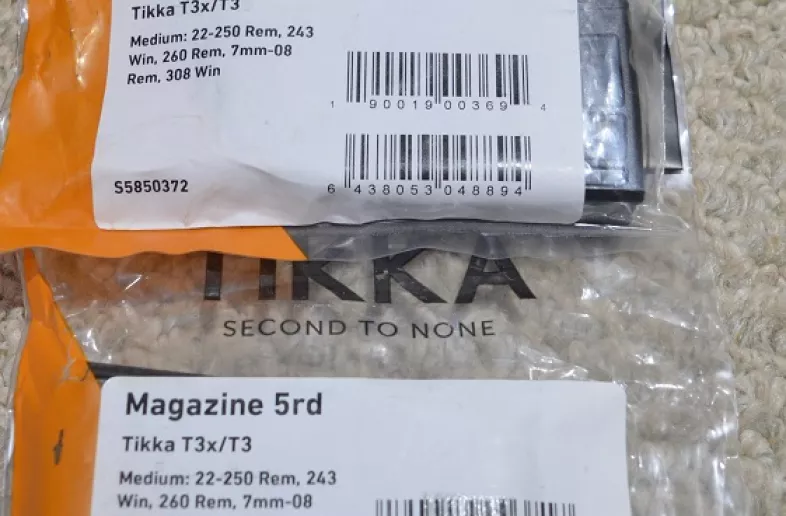 Tikka T3x/T3
Medium: 22-250 Rem, 243
Win, 260 Rem, 7mm-08
Rem, 308 Win
1 90019 00369 4
S5850372
6 438053 048894
TIKKA
SECOND TO NONE
Magazine 5rd
Tikka T3x/T3
Medium: 22-250 Rem, 243
Win, 260 Rem, 7mm-08